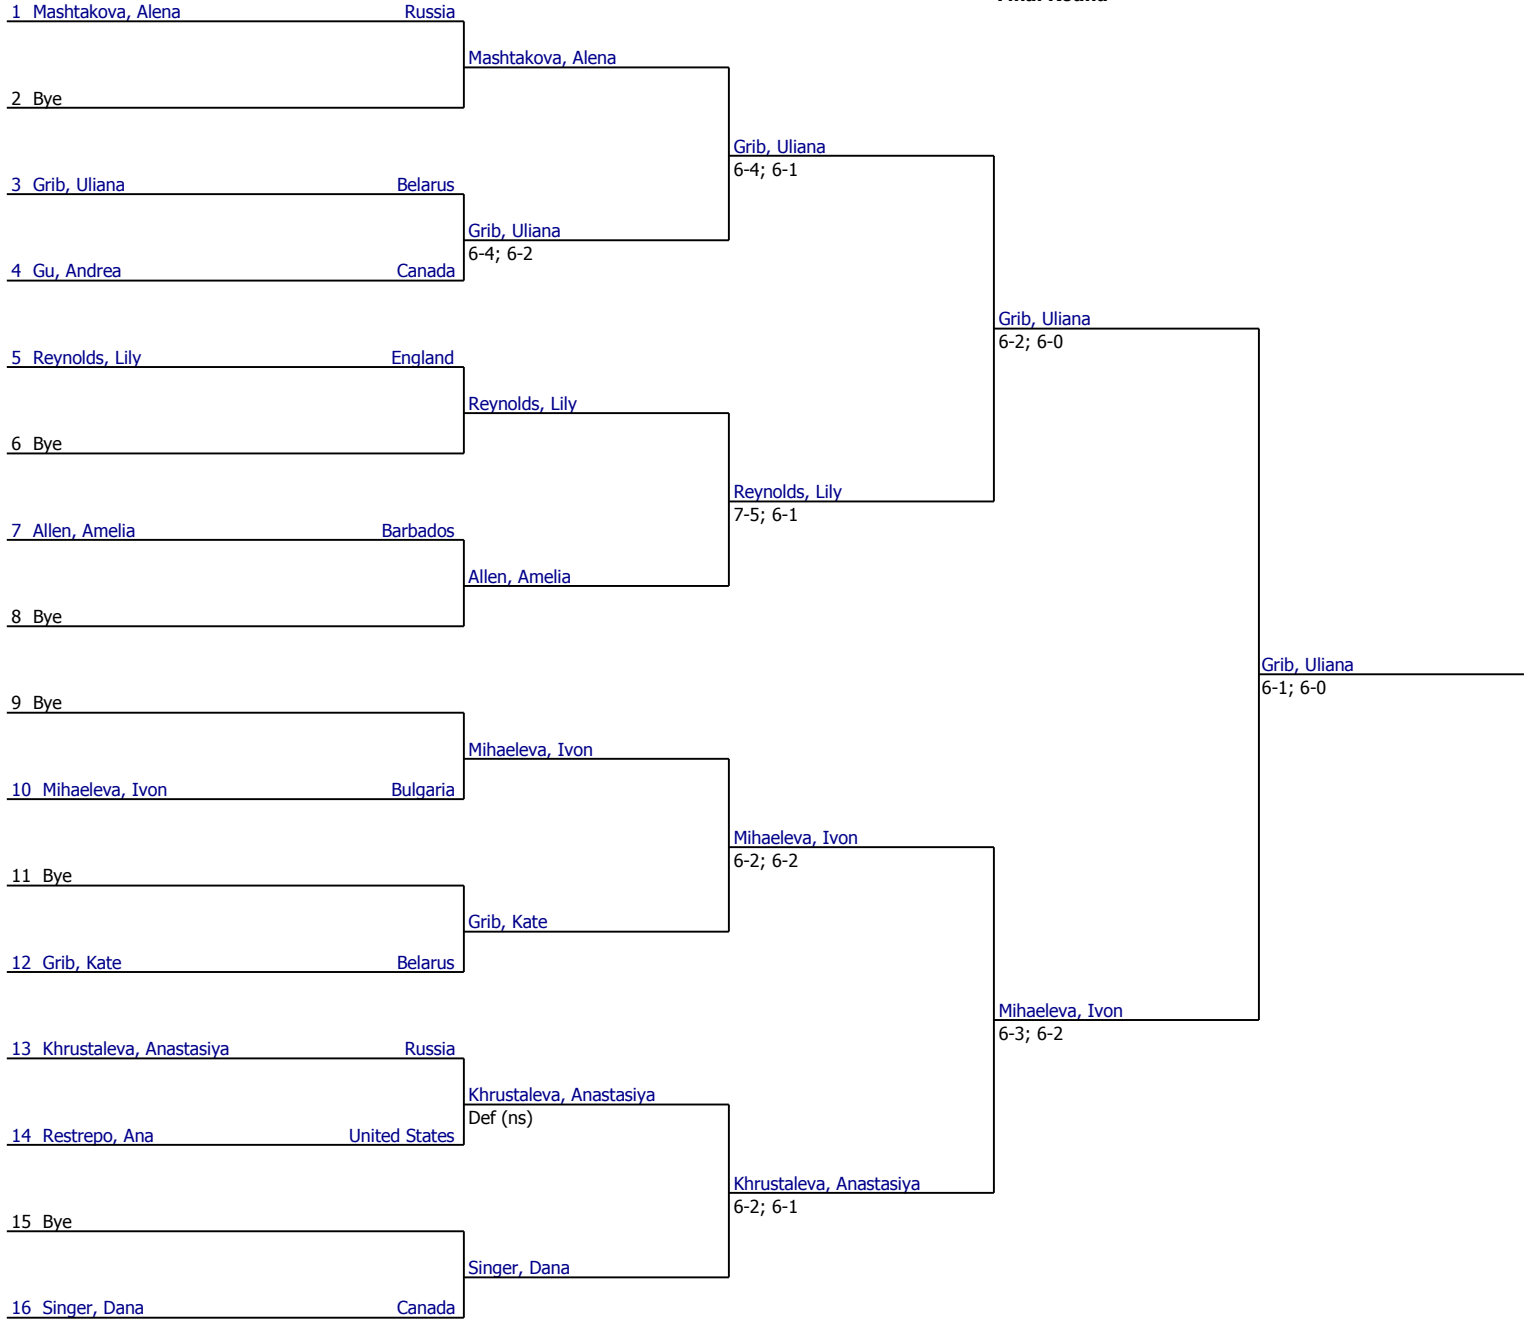 1 Mashtakova, Alena Russia
Mashtakova, Alena
2 Bye
Grib, Uliana
6-4; 6-1
3 Grib, Uliana Belarus
Grib, Uliana
6-4; 6-2
4 Gu, Andrea Canada
Grib, Uliana
6-2; 6-0
5 Reynolds, Lily England
Reynolds, Lily
6 Bye
Reynolds, Lily
7-5; 6-1
7 Allen, Amelia Barbados
Allen, Amelia
8 Bye
Grib, Uliana
6-1; 6-0
9 Bye
Mihaeleva, Ivon
10 Mihaeleva, Ivon Bulgaria
Mihaeleva, Ivon
6-2; 6-2
11 Bye
Grib, Kate
12 Grib, Kate Belarus
Mihaeleva, Ivon
6-3; 6-2
13 Khrustaleva, Anastasiya Russia
Khrustaleva, Anastasiya
Def (ns)
14 Restrepo, Ana United States
Khrustaleva, Anastasiya
6-2; 6-1
15 Bye
Singer, Dana
16 Singer, Dana Canada